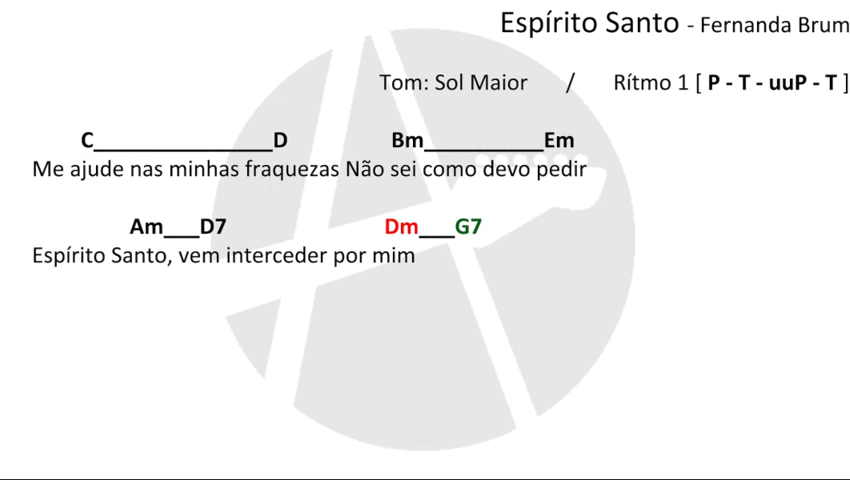 Espírito Santo - Fernanda Brum
Tom: Sol Maior / Rítmo 1 [ P - T - uuP - T ]
C_______________D Bm__________Em
Me ajude nas minhas fraquezas Não sei como devo pedir
Am___D7 Dm___G7
Espírito Santo, vem interceder por mim